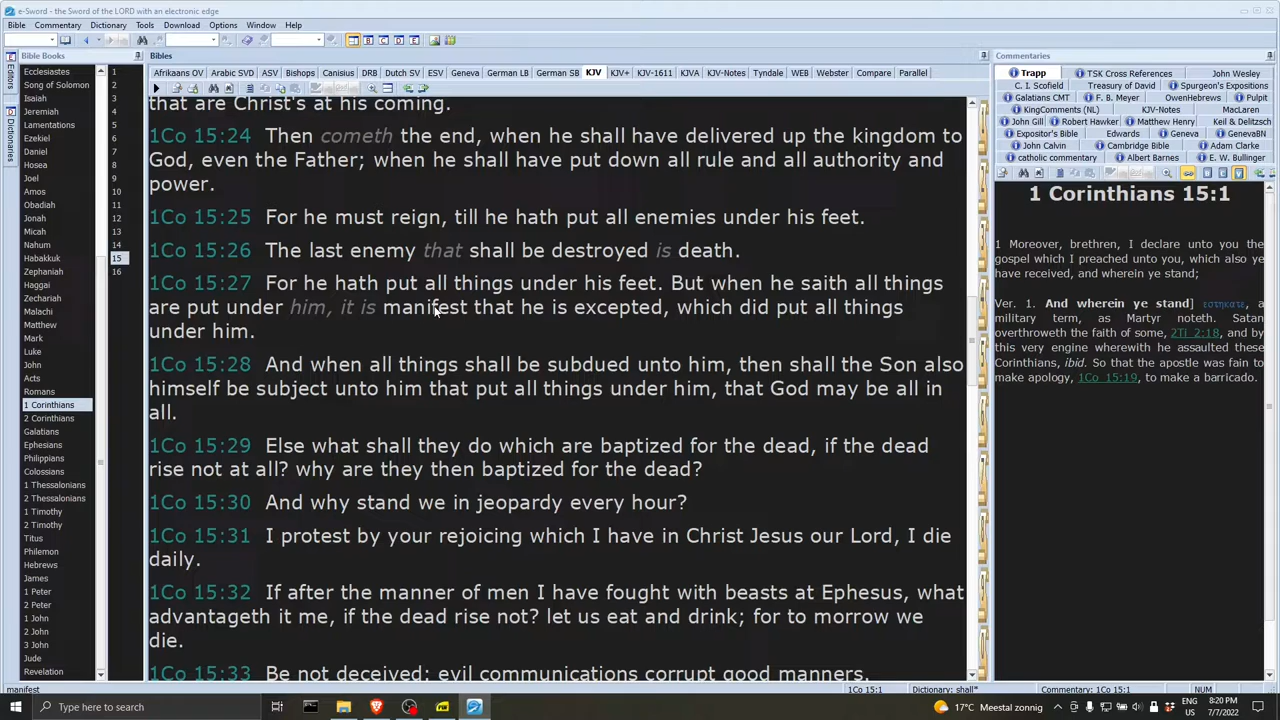 e-Sword - the Sword of the LORD with an electronic edge
Bible Commentary Dictionary Tools Download Options Window Help
B C D E
Bible Books
Bibles
Commentaries
Editors
Dictionaries
Ecclesiastes
Song of Solomon
Isaiah
Jeremiah
Lamentations
Ezekiel
Daniel
Hosea
Joel
Amos
Obadiah
Jonah
Micah
Nahum
Habakkuk
Zephaniah
Haggai
Zechariah
Malachi
Matthew
Mark
Luke
John
Acts
Romans
1 Corinthians
2 Corinthians
Galatians
Ephesians
Philippians
Colossians
1 Thessalonians
2 Thessalonians
1 Timothy
2 Timothy
Titus
Philemon
Hebrews
James
1 Peter
2 Peter
1 John
2 John
3 John
Jude
Revelation
1
2
3
4
5
6
7
8
9
10
11
12
13
14
15
16
Afrikaans OV Arabic SVD ASV Bishops Canisius DRB Dutch SV ESV Geneva German LB German SB KJV KJV+ KJV-1611 KJVA KJV-Notes Tyndale WEB Webster Compare Parallel
that are Christ's at his coming.
1Co 15:24 Then cometh the end, when he shall have delivered up the kingdom to
God, even the Father; when he shall have put down all rule and all authority and
power.
1Co 15:25 For he must reign, till he hath put all enemies under his feet.
1Co 15:26 The last enemy that shall be destroyed is death.
1Co 15:27 For he hath put all things under his feet. But when he saith all things
are put under him, it is manifest that he is excepted, which did put all things
under him.
1Co 15:28 And when all things shall be subdued unto him, then shall the Son also
himself be subject unto him that put all things under him, that God may be all in
all.
1Co 15:29 Else what shall they do which are baptized for the dead, if the dead
rise not at all? why are they then baptized for the dead?
1Co 15:30 And why stand we in jeopardy every hour?
1Co 15:31 I protest by your rejoicing which I have in Christ Jesus our Lord, I die
daily.
1Co 15:32 If after the manner of men I have fought with beasts at Ephesus, what
advantageth it me, if the dead rise not? let us eat and drink; for to morrow we
die.
1Co 15:33 Be not deceived: evil communications corrupt good manners.
Trapp TSK Cross References John Wesley
C. I. Scofield Treasury of David Spurgeon's Expositions
Galatians CMT F. B. Meyer OwenHebrews Pulpit
KingComments (NL) KJV-Notes Barnes
John Gill Robert Hawker Matthew Henry Keil & Delitzsch
Expositor's Bible Edwards Geneva GenevaBN
John Calvin Cambridge Bible Adam Clarke
catholic commentary Albert Barnes E. W. Bullinger
1 Corinthians 15:1
1 Moreover, brethren, I declare unto you the
gospel which I preached unto you, which also ye
have received, and wherein ye stand;
Ver. 1. And wherein ye stand] εστηκατε, a
military term, as Martyr noteth. Satan
overthroweth the faith of some, 2Ti 2:18, and by
this very engine wherewith he assaulted these
Corinthians, ibid. So that the apostle was fain to
make apology, 1Co 15:19, to make a barricado.
manifest
1Co 15:1 Dictionary: shall* Commentary: 1Co 15:1 NUM
Type here to search
17°C Meestal zonnig
ENG
US
8:20 PM
7/7/2022